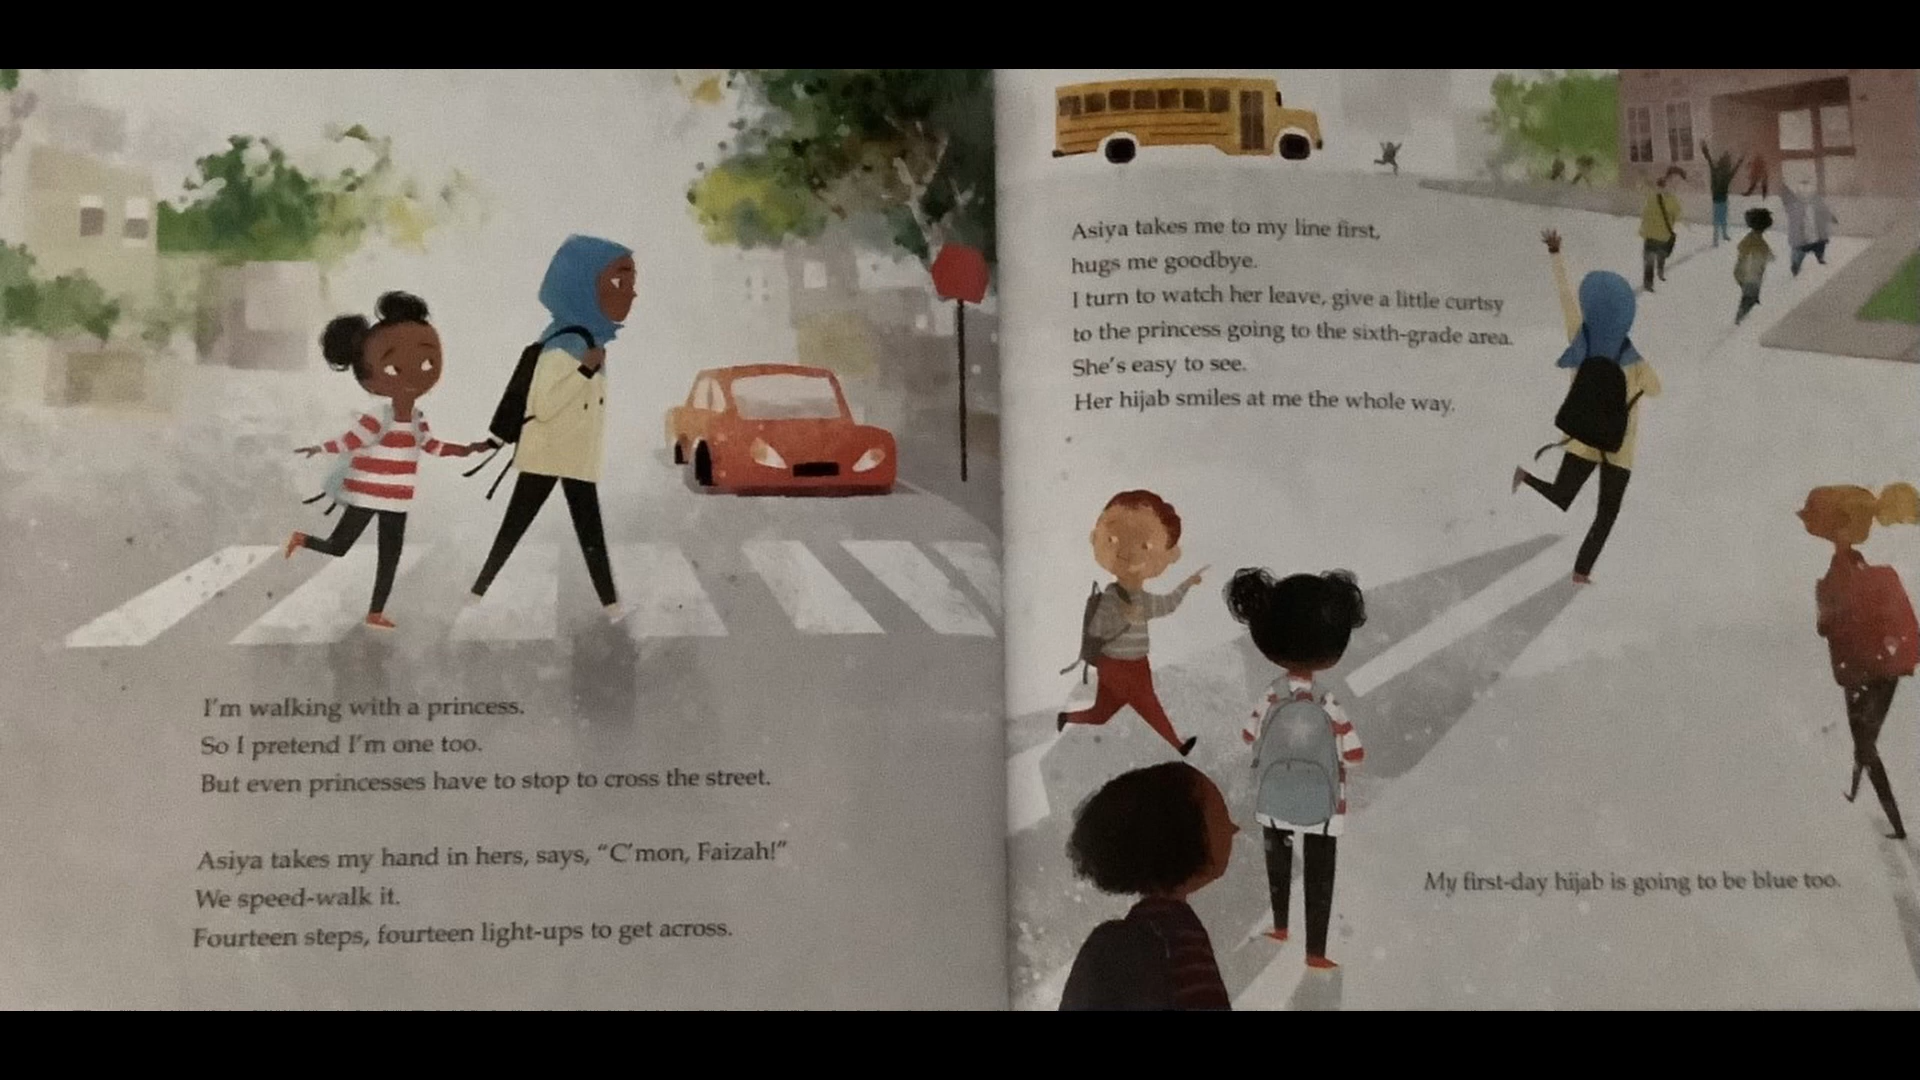 I'm walking with a princess.
So I pretend I'm one too.
But even princesses have to stop to cross the street.
Asiya takes my hand in hers, says, “C'mon, Faizah!”
We speed-walk it.
Fourteen steps, fourteen light-ups to get across.
Asiya takes me to my line first,
hugs me goodbye.
I turn to watch her leave, give a little curtsy
to the princess going to the sixth-grade area.
She's easy to see.
Her hijab smiles at me the whole way.
My first-day hijab is going to be blue too.